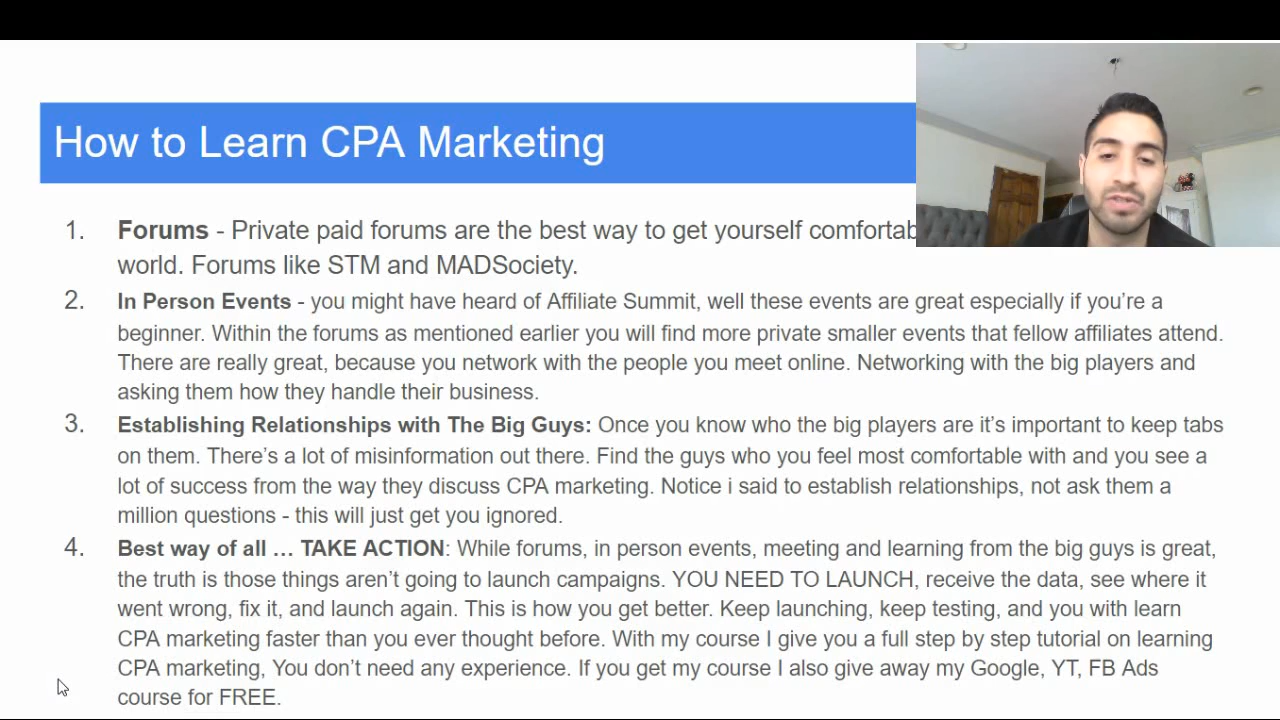 How to Learn CPA Marketing
1. Forums - Private paid forums are the best way to get yourself
world. Forums like STM and MADSociety.
2. In Person Events - you might have heard of Affiliate Summit, well these events are great especially if you're a
beginner. Within the forums as mentioned earlier you will find more private smaller events that fellow affiliates attend.
There are really great, because you network with the people you meet online. Networking with the big players and
asking them how they handle their business.
3. Establishing Relationships with The Big Guys: Once you know who the big players are it's important to keep tabs
on them. There's a lot of misinformation out there. Find the guys who you feel most comfortable with and you see a
lot of success from the way they discuss CPA marketing. Notice i said to establish relationships, not ask them a
million questions - this will just get you ignored.
4. Best way of all … TAKE ACTION: While forums, in person events, meeting and learning from the big guys is great,
the truth is those things aren't going to launch campaigns. YOU NEED TO LAUNCH, receive the data, see where it
went wrong, fix it, and launch again. This is how you get better. Keep launching, keep testing, and you with learn
CPA marketing faster than you ever thought before. With my course I give you a full step by step tutorial on learning
CPA marketing, You don't need any experience. If you get my course I also give away my Google, YT, FB Ads
course for FREE.